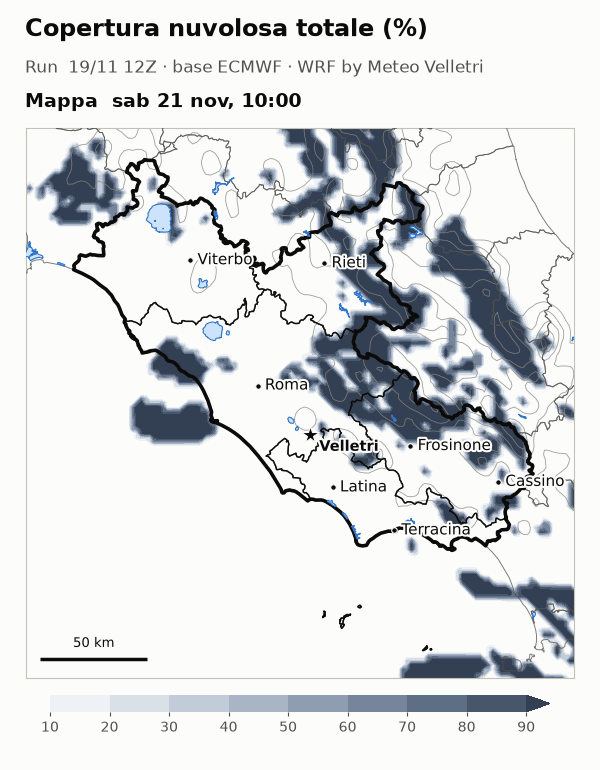 Copertura nuvolosa totale (%)
Run  19/11 12Z · base ECMWF · WRF by Meteo Velletri
Mappa  sab 21 nov, 10:00
Viterbo
Rieti
Roma
Velletri
Frosinone
Latina
Cassino
Terracina
50 km
10 20 30 40 50 60 70 80 90